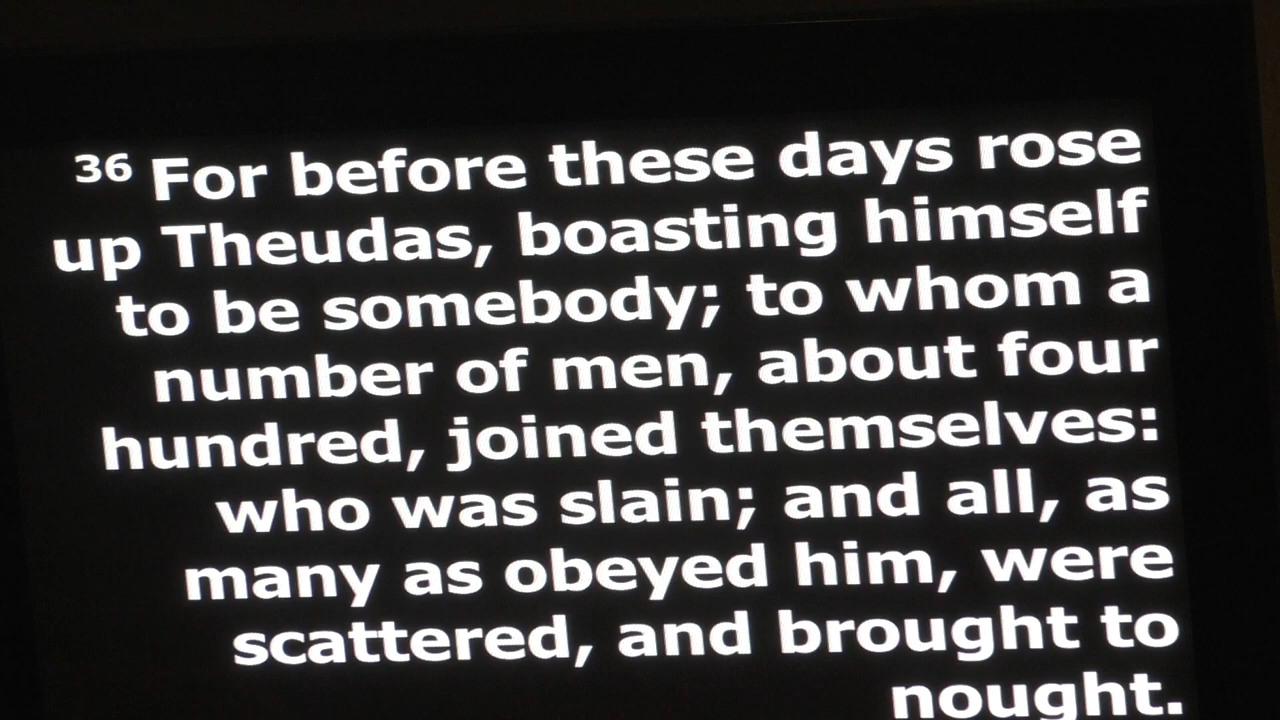 36 For before these days rose
up Theudas, boasting himself
to be somebody; to whom a
number of men, about four
hundred, joined themselves:
who was slain; and all, as
many as obeyed him, were
scattered, and brought to
nought.